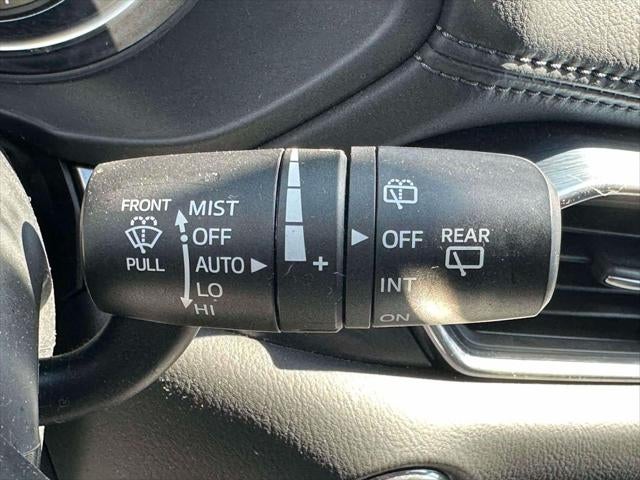 FRONT
PULL
MIST
OFF
AUTO
LO
HI
+
OFF
INT
ON
REAR